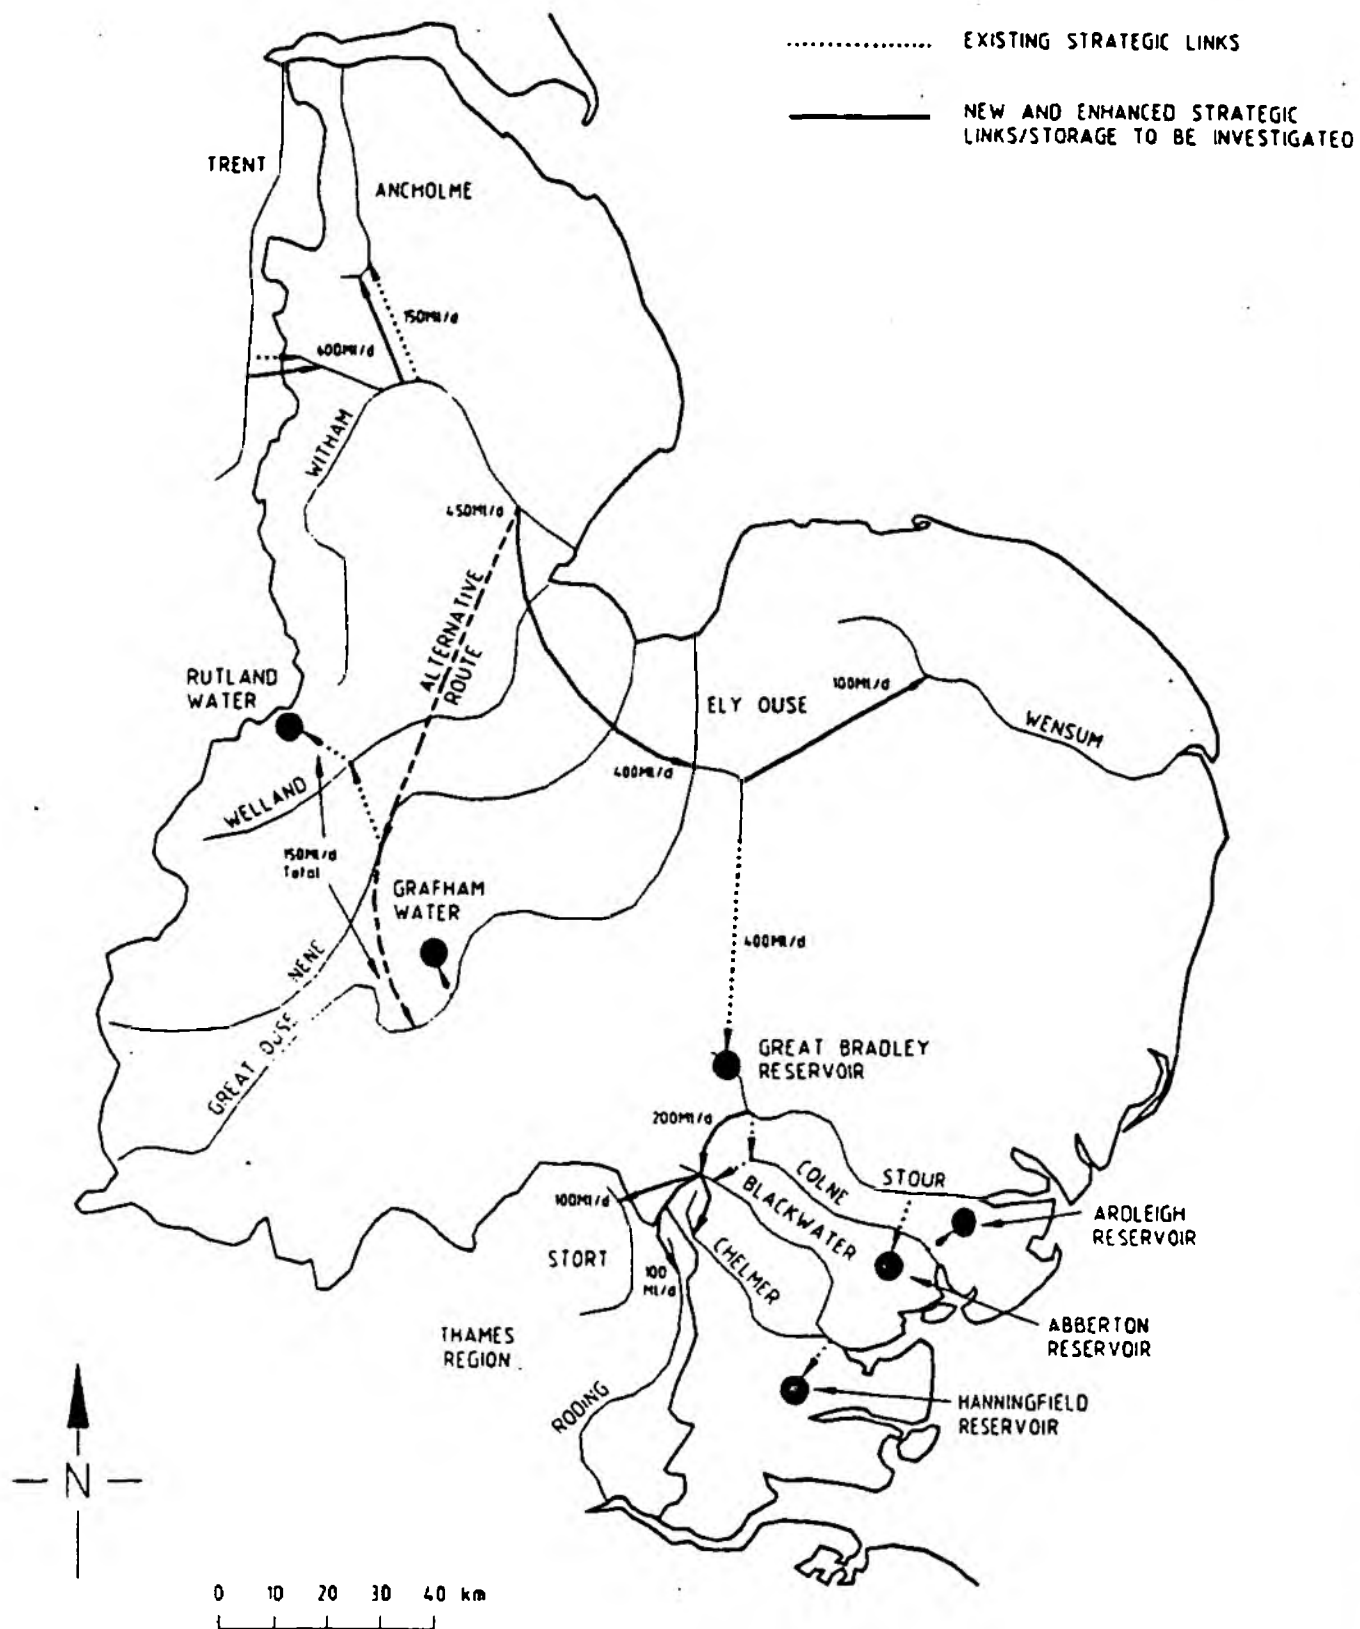 EXISTING STRATEGIC LINKS
NEW AND ENHANCED STRATEGIC
LINKS/STORAGE TO BE INVESTIGATED
TRENT
ANCHOLME
150Ml/d
600Ml/d
WITHAM
450Ml/d
ALTERNATIVE
ROUTE
RUTLAND
WATER
ELY OUSE
100Ml/d
WENSUM
400Ml/d
WELLAND
150Ml/d
Total
GRAFHAM
WATER
400Ml/d
NENE
GREAT OUSE
GREAT BRADLEY
RESERVOIR
200Ml/d
COLNE
STOUR
BLACKWATER
100Ml/d
ARDLEIGH
RESERVOIR
STORT
100
Ml/d
CHELMER
THAMES
REGION
ABBERTON
RESERVOIR
RODING
HANNINGFIELD
RESERVOIR
N
0 10 20 30 40 km